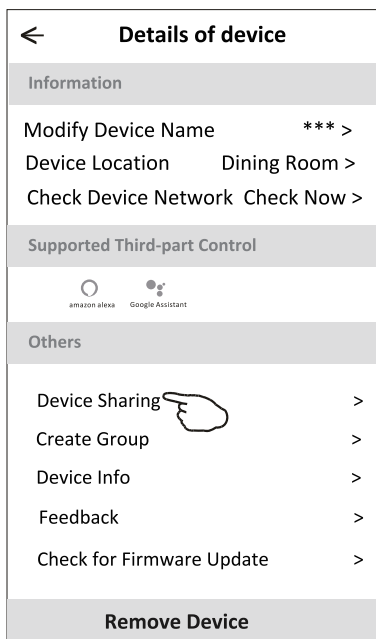 ← Details of device
Information
Modify Device Name *** >
Device Location Dining Room >
Check Device Network Check Now >
Supported Third-part Control
amazon alexa Google Assistant
Others
Device Sharing >
Create Group >
Device Info >
Feedback >
Check for Firmware Update >
Remove Device